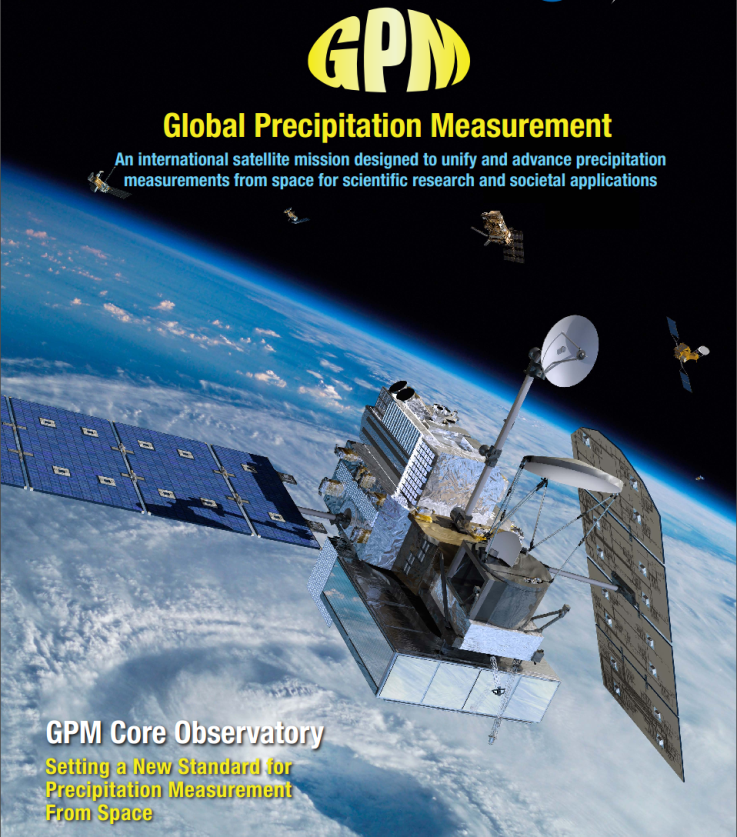 GPM
Global Precipitation Measurement
An international satellite mission designed to unify and advance precipitation
measurements from space for scientific research and societal applications
GPM Core Observatory
Setting a New Standard for
Precipitation Measurement
From Space